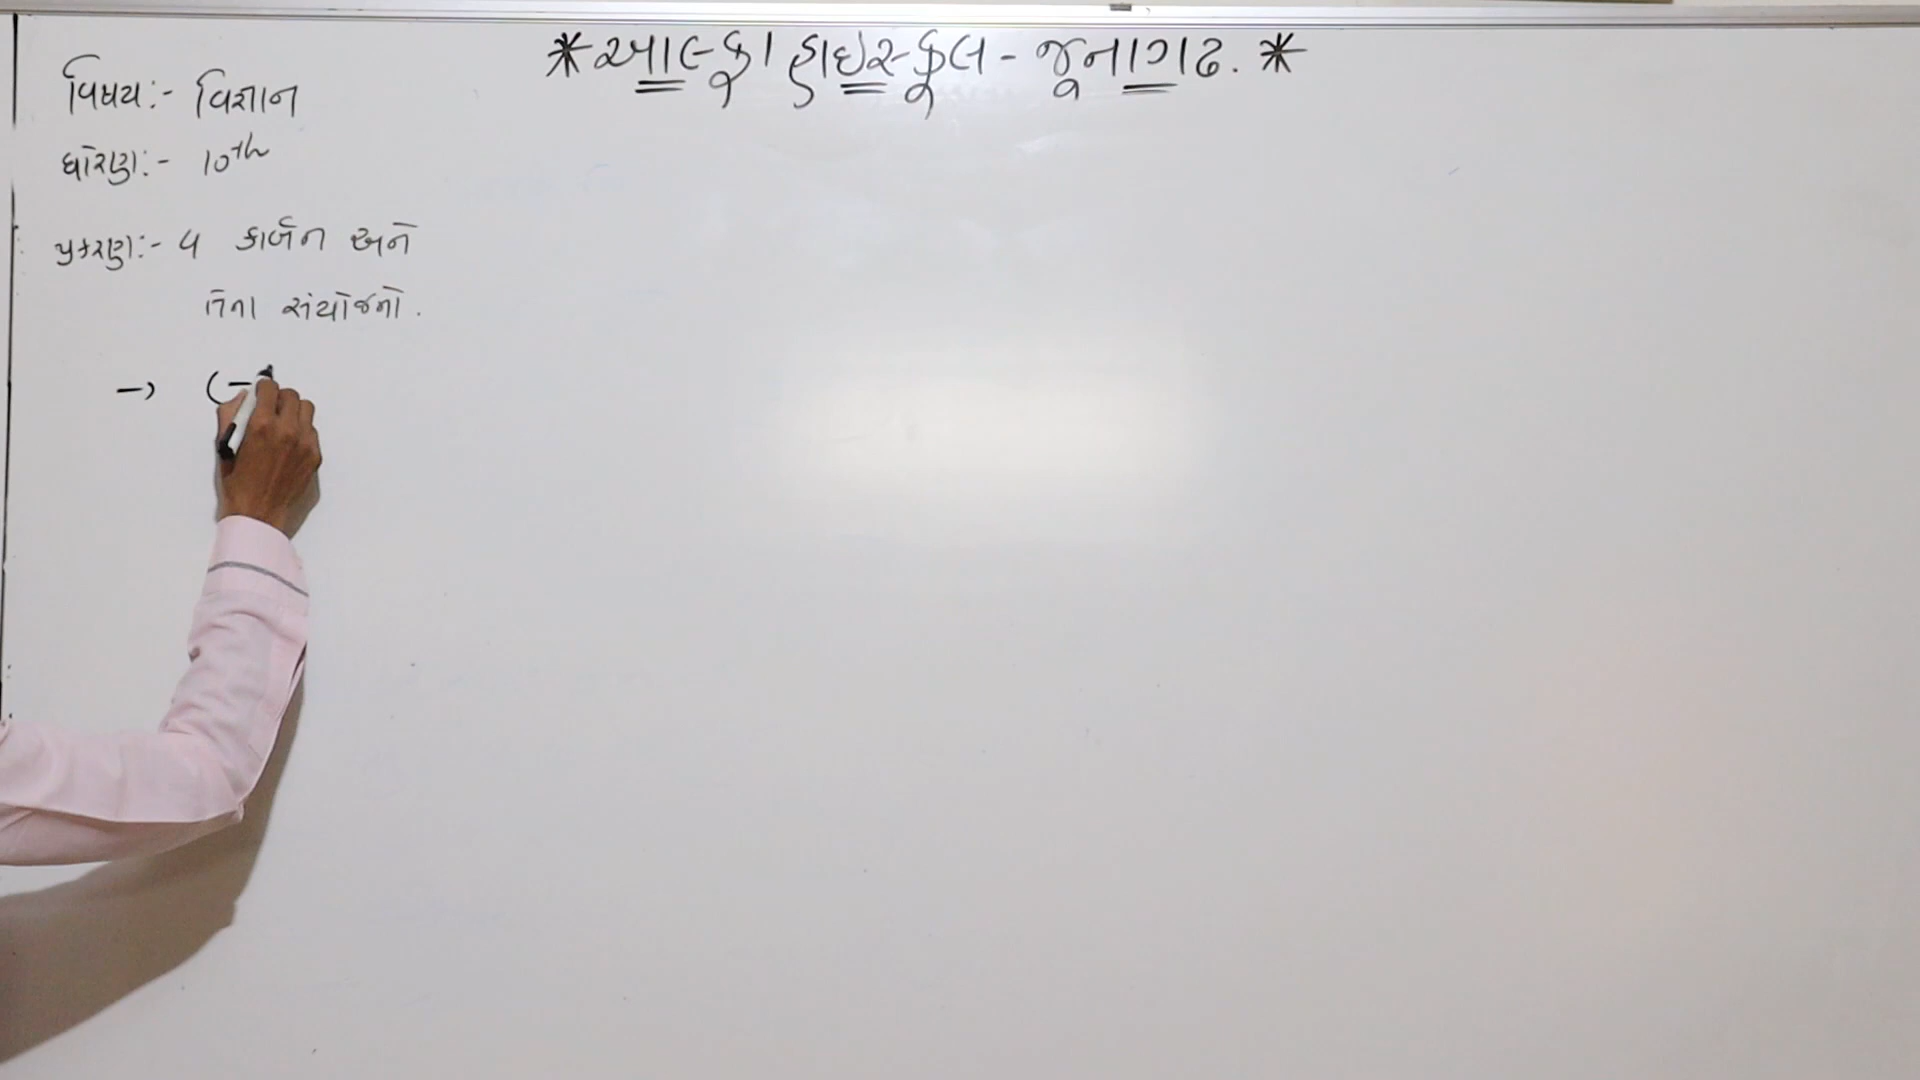 * આલ્ફા હાઇસ્કૂલ - જૂનાગઢ. *
વિષય:- વિજ્ઞાન
ધોરણ:- 10th
પ્રકરણ:- 4 કાર્બન અને
તેના સંયોજનો.
→ (-